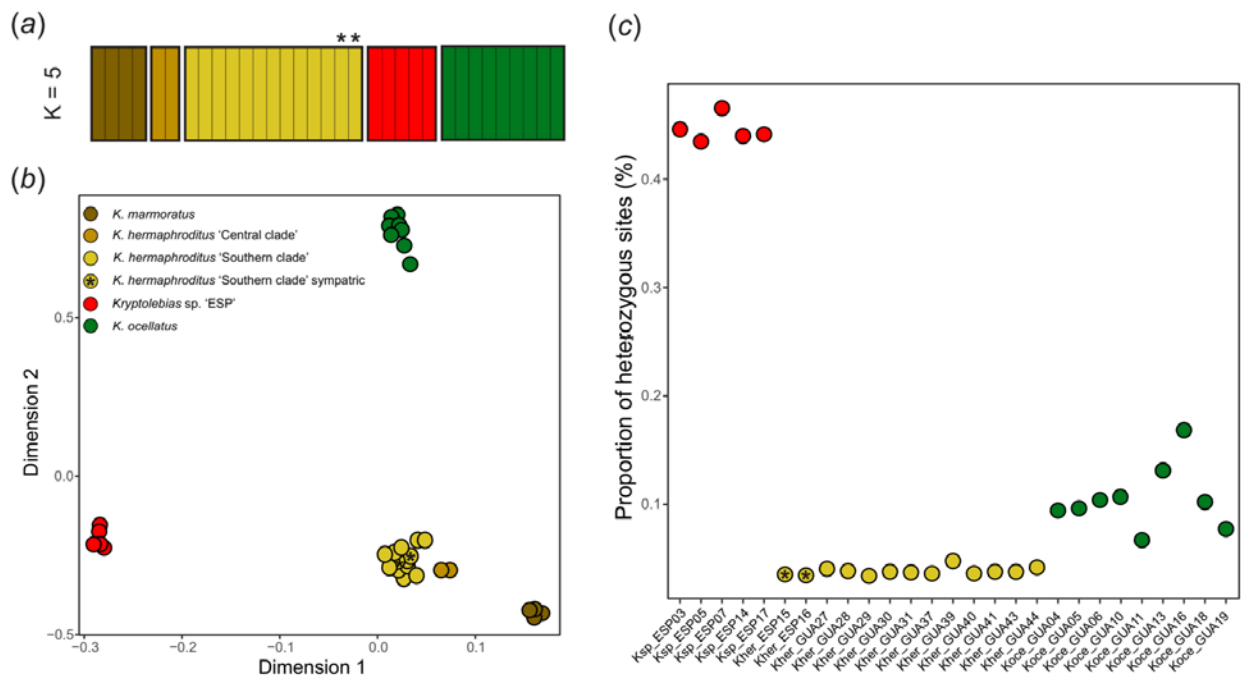 (a)
**
K = 5
(b)
K. marmoratus
K. hermaphroditus ‘Central clade’
K. hermaphroditus ‘Southern clade’
* K. hermaphroditus ‘Southern clade’ sympatric
Kryptolebias sp. ‘ESP’
K. ocellatus
Dimension 2
0.5
0.0
−0.5
−0.3
−0.2
−0.1
0.0
0.1
Dimension 1
(c)
Proportion of heterozygous sites (%)
0.4
0.3
0.2
0.1
Ksp_ESP03
Ksp_ESP05
Ksp_ESP07
Ksp_ESP14
Ksp_ESP17
Kher_ESP15
Kher_ESP16
Kher_GUA27
Kher_GUA28
Kher_GUA29
Kher_GUA30
Kher_GUA31
Kher_GUA37
Kher_GUA39
Kher_GUA40
Kher_GUA41
Kher_GUA43
Kher_GUA44
Koce_GUA04
Koce_GUA05
Koce_GUA06
Koce_GUA10
Koce_GUA11
Koce_GUA13
Koce_GUA16
Koce_GUA18
Koce_GUA19